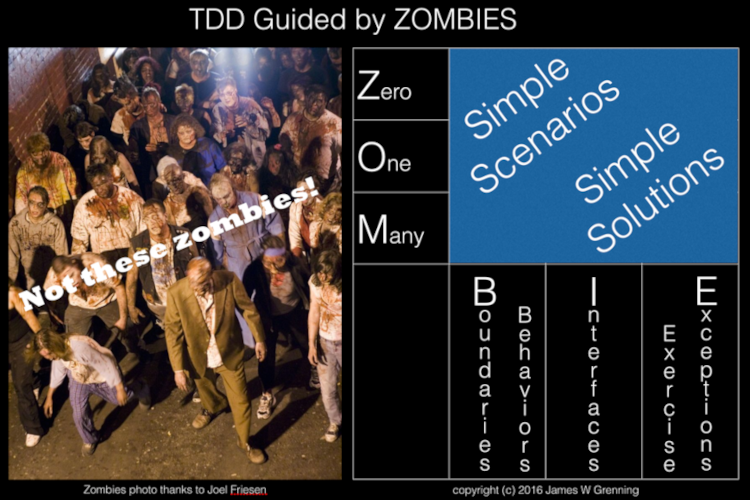 TDD Guided by ZOMBIES
Not these zombies!
Zero
One
Many
Simple
Scenarios
Simple
Solutions
Boundaries
Behaviors
Interfaces
Exercise
Exceptions
Zombies photo thanks to Joel Friesen
copyright (c) 2016 James W Grenning